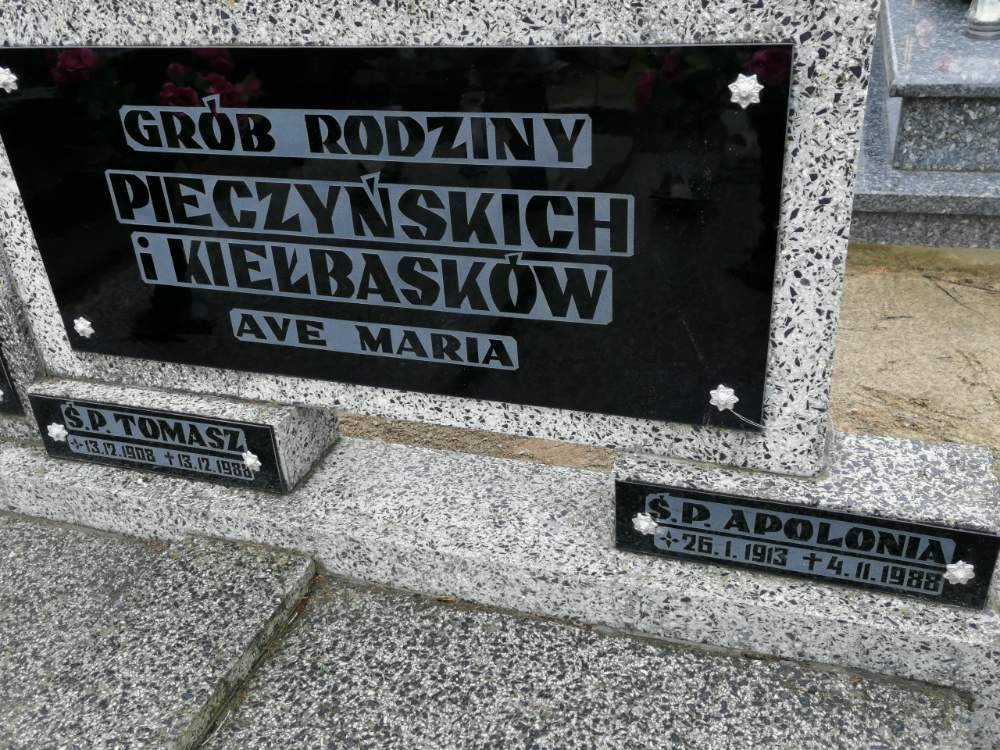 GRÓB RODZINY
PIECZYŃSKICH
i KIEŁBASKÓW
AVE MARIA
Ś.P. TOMASZ
13.12.1908 †13.12.1988
Ś.P. APOLONIA
26.1.1913 †4.11.1988